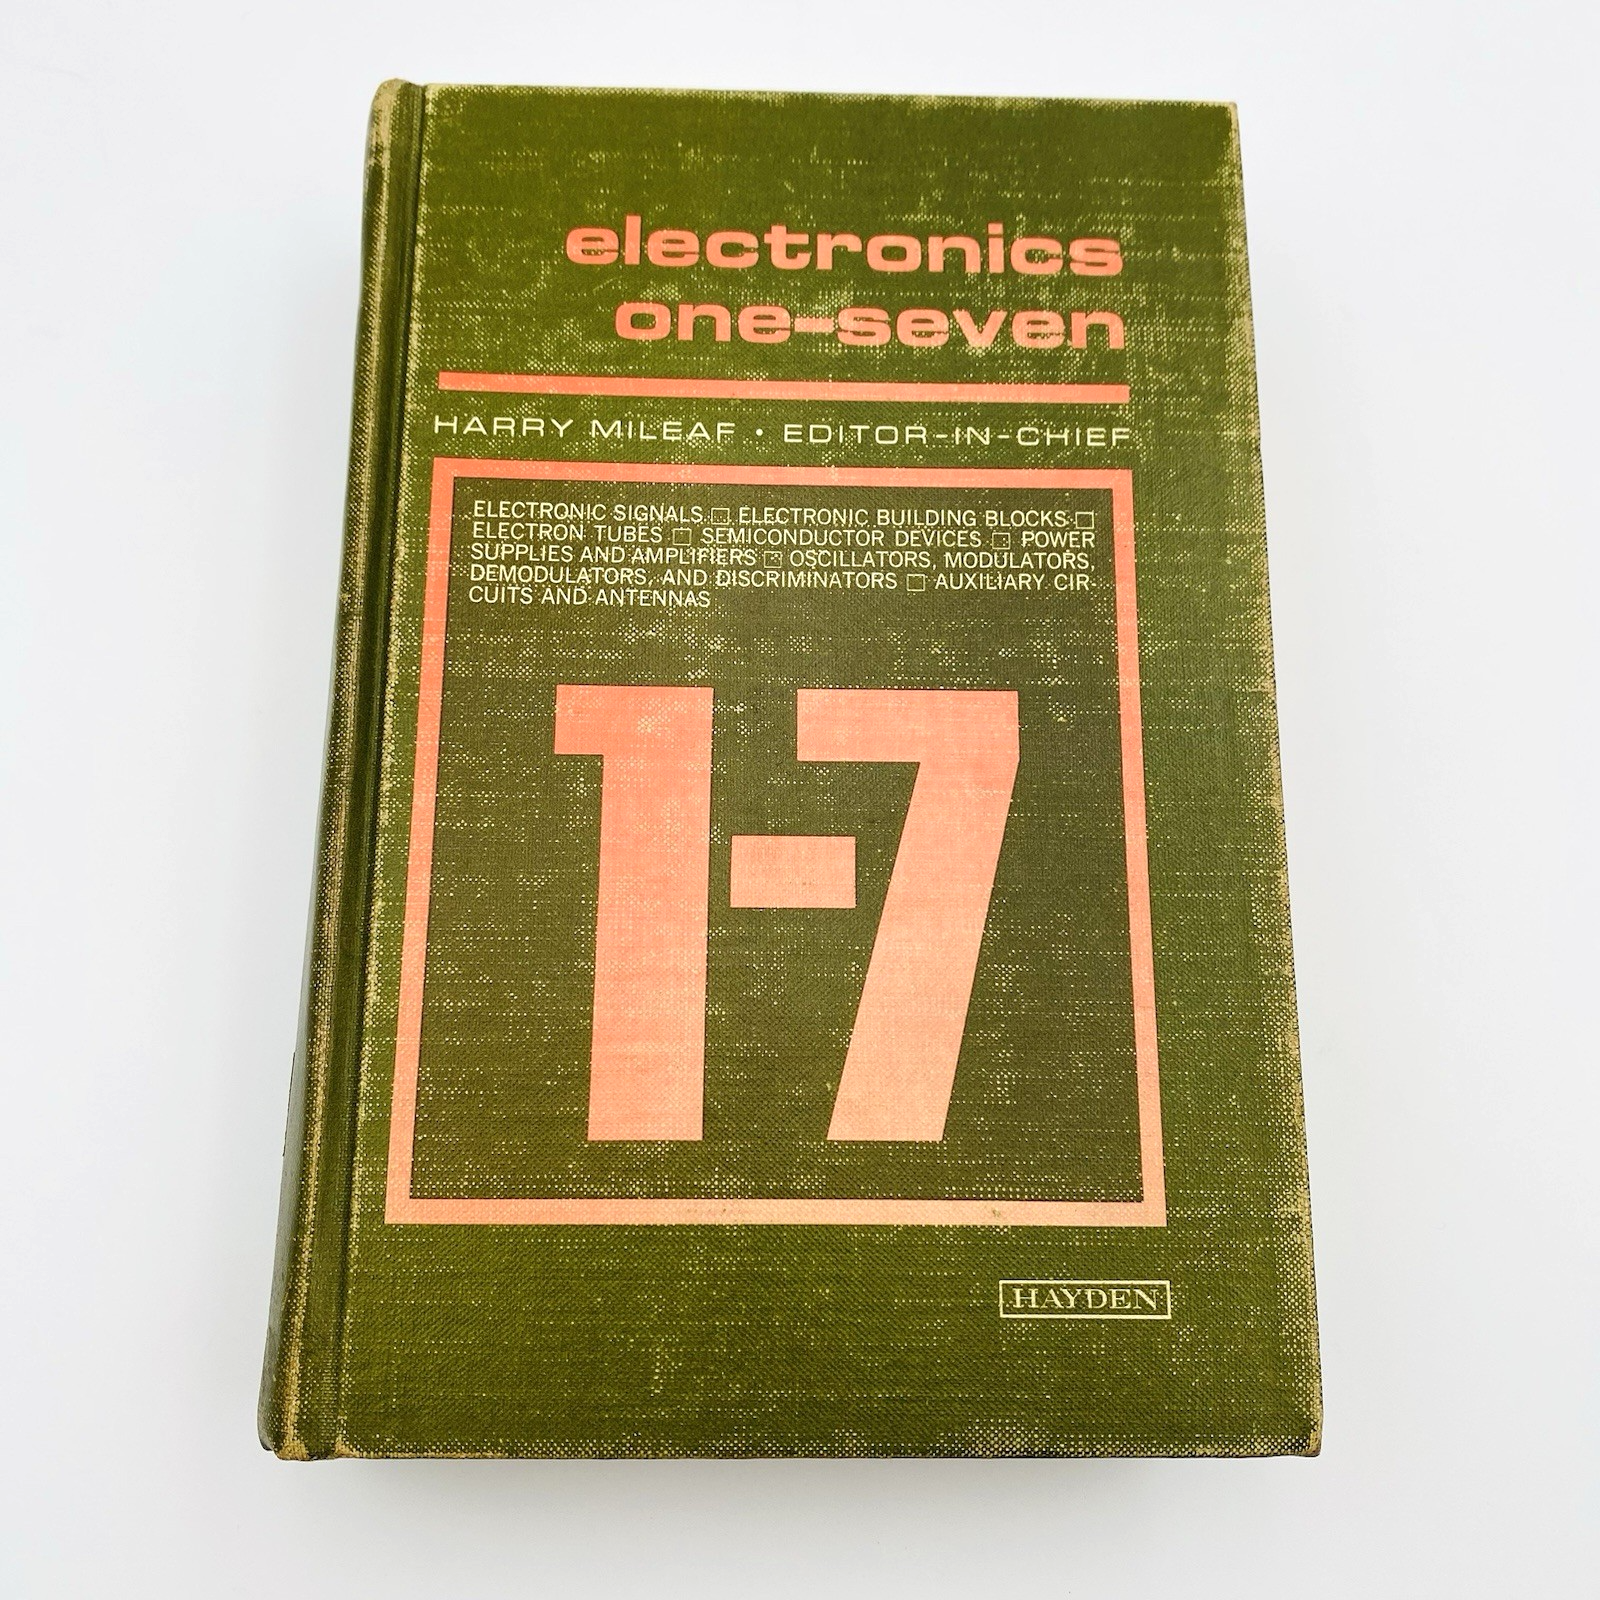 electronics
one-seven
HARRY MILEAF • EDITOR-IN-CHIEF
ELECTRONIC SIGNALS □ ELECTRONIC BUILDING BLOCKS □
ELECTRON TUBES □ SEMICONDUCTOR DEVICES □ POWER
SUPPLIES AND AMPLIFIERS □ OSCILLATORS, MODULATORS,
DEMODULATORS, AND DISCRIMINATORS □ AUXILIARY CIR-
CUITS AND ANTENNAS
1-7
HAYDEN